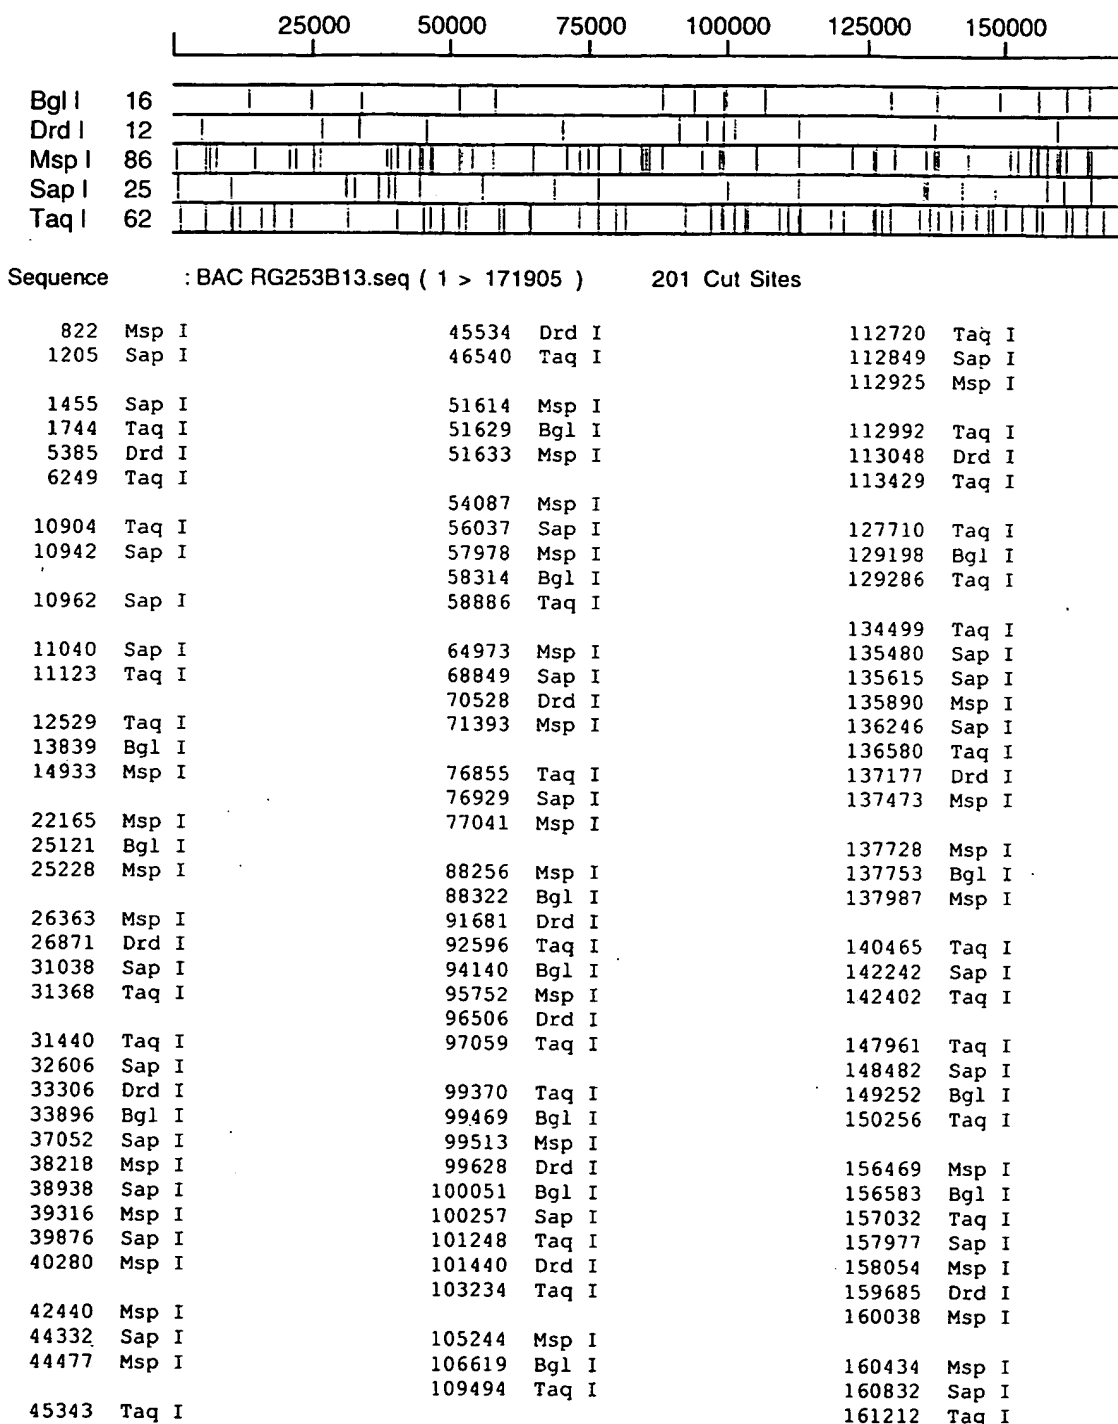 25000 50000 75000 100000 125000 150000
Bgl I 16
Drd I 12
Msp I 86
Sap I 25
Taq I 62
Sequence : BAC RG253B13.seq ( 1 > 171905 ) 201 Cut Sites
822 Msp I
1205 Sap I
1455 Sap I
1744 Taq I
5385 Drd I
6249 Taq I
10904 Taq I
10942 Sap I
10962 Sap I
11040 Sap I
11123 Taq I
12529 Taq I
13839 Bgl I
14933 Msp I
22165 Msp I
25121 Bgl I
25228 Msp I
26363 Msp I
26871 Drd I
31038 Sap I
31368 Taq I
31440 Taq I
32606 Sap I
33306 Drd I
33896 Bgl I
37052 Sap I
38218 Msp I
38938 Sap I
39316 Msp I
39876 Sap I
40280 Msp I
42440 Msp I
44332 Sap I
44477 Msp I
45343 Taq I
45534 Drd I
46540 Taq I
51614 Msp I
51629 Bgl I
51633 Msp I
54087 Msp I
56037 Sap I
57978 Msp I
58314 Bgl I
58886 Taq I
64973 Msp I
68849 Sap I
70528 Drd I
71393 Msp I
76855 Taq I
76929 Sap I
77041 Msp I
88256 Msp I
88322 Bgl I
91681 Drd I
92596 Taq I
94140 Bgl I
95752 Msp I
96506 Drd I
97059 Taq I
99370 Taq I
99469 Bgl I
99513 Msp I
99628 Drd I
100051 Bgl I
100257 Sap I
101248 Taq I
101440 Drd I
103234 Taq I
105244 Msp I
106619 Bgl I
109494 Taq I
112720 Taq I
112849 Sap I
112925 Msp I
112992 Taq I
113048 Drd I
113429 Taq I
127710 Taq I
129198 Bgl I
129286 Taq I
134499 Taq I
135480 Sap I
135615 Sap I
135890 Msp I
136246 Sap I
136580 Taq I
137177 Drd I
137473 Msp I
137728 Msp I
137753 Bgl I
137987 Msp I
140465 Taq I
142242 Sap I
142402 Taq I
147961 Taq I
148482 Sap I
149252 Bgl I
150256 Taq I
156469 Msp I
156583 Bgl I
157032 Taq I
157977 Sap I
158054 Msp I
159685 Drd I
160038 Msp I
160434 Msp I
160832 Sap I
161212 Taq I